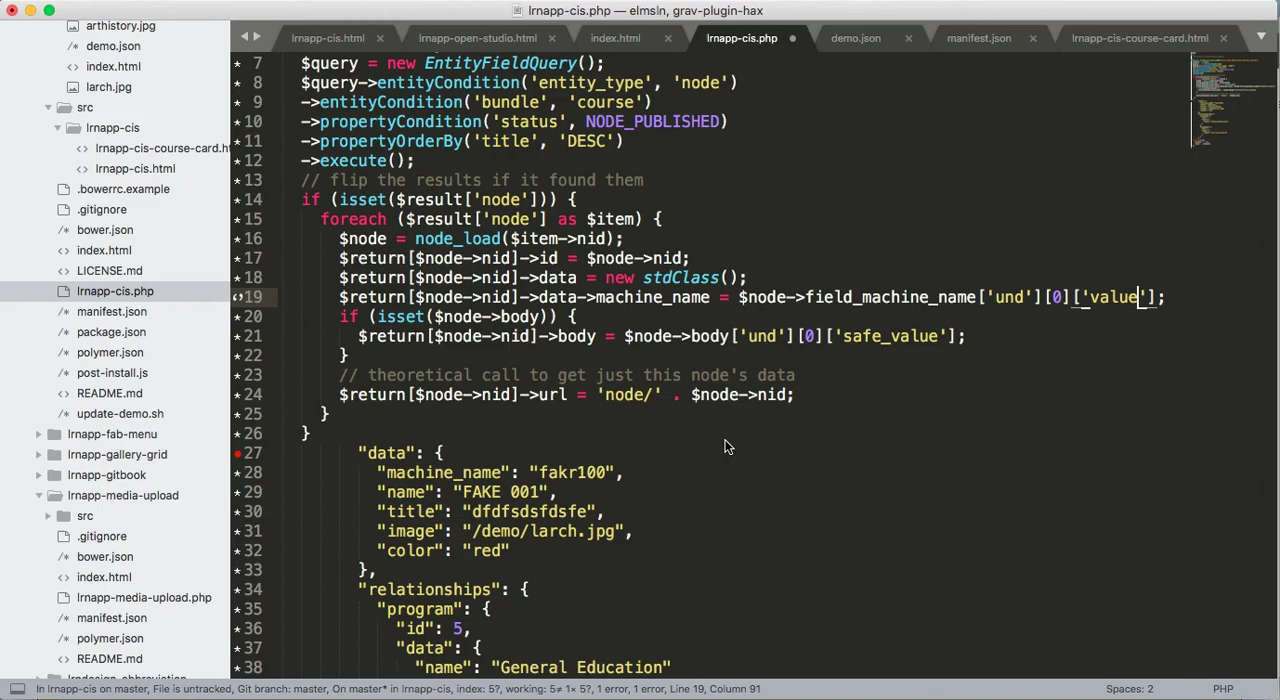 lrnapp-cis.php — elmsln, grav-plugin-hax
lrnapp-cis.html ×
lrnapp-open-studio.html ×
index.html ×
lrnapp-cis.php
demo.json ×
manifest.json ×
lrnapp-cis-course-card.html ×
arthistory.jpg
/* demo.json
<> index.html
larch.jpg
src
lrnapp-cis
<> lrnapp-cis-course-card.ht
<> lrnapp-cis.html
.bowerrc.example
.gitignore
/* bower.json
<> index.html
LICENSE.md
lrnapp-cis.php
/* manifest.json
/* package.json
/* polymer.json
/* post-install.js
README.md
/* update-demo.sh
lrnapp-fab-menu
lrnapp-gallery-grid
lrnapp-gitbook
lrnapp-media-upload
src
.gitignore
/* bower.json
<> index.html
lrnapp-media-upload.php
/* manifest.json
/* polymer.json
README.md
lrndesign-abbreviation
* 7 $query = new EntityFieldQuery();
* 8 $query->entityCondition('entity_type', 'node')
* 9 ->entityCondition('bundle', 'course')
*10 ->propertyCondition('status', NODE_PUBLISHED)
*11 ->propertyOrderBy('title', 'DESC')
*12 ->execute();
*13 // flip the results if it found them
*14 if (isset($result['node'])) {
*15 foreach ($result['node'] as $item) {
*16 $node = node_load($item->nid);
*17 $return[$node->nid]->id = $node->nid;
*18 $return[$node->nid]->data = new stdClass();
19 $return[$node->nid]->data->machine_name = $node->field_machine_name['und'][0]['value'];
*20 if (isset($node->body)) {
*21 $return[$node->nid]->body = $node->body['und'][0]['safe_value'];
*22 }
*23 // theoretical call to get just this node's data
*24 $return[$node->nid]->url = 'node/' . $node->nid;
*25 }
*26 }
27 "data": {
*28 "machine_name": "fakr100",
*29 "name": "FAKE 001",
*30 "title": "dfdfsdfsdfsfe",
*31 "image": "/demo/larch.jpg",
*32 "color": "red"
*33 },
*34 "relationships": {
*35 "program": {
*36 "id": 5,
*37 "data": {
*38 "name": "General Education"
In lrnapp-cis on master, File is untracked, Git branch: master, On master* in lrnapp-cis, index: 5?, working: 5≠ 1× 5?, 1 error, 1 error, Line 19, Column 91
Spaces: 2
PHP